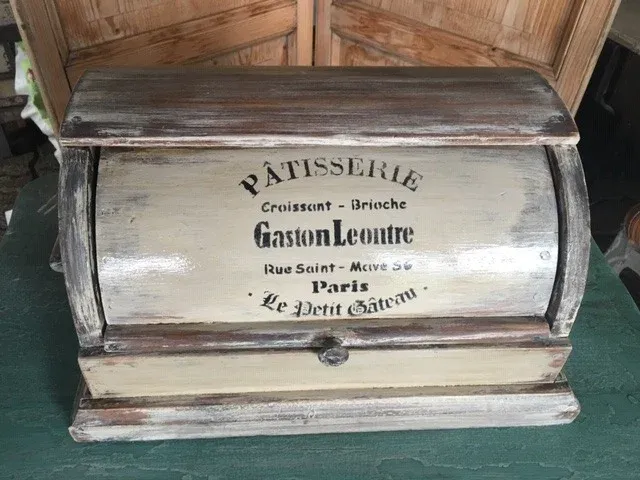 PÂTISSERIE
Croissant - Brioche
Gaston Leontre
Rue Saint - Mave 56
Paris
· Le Petit Gâteau ·